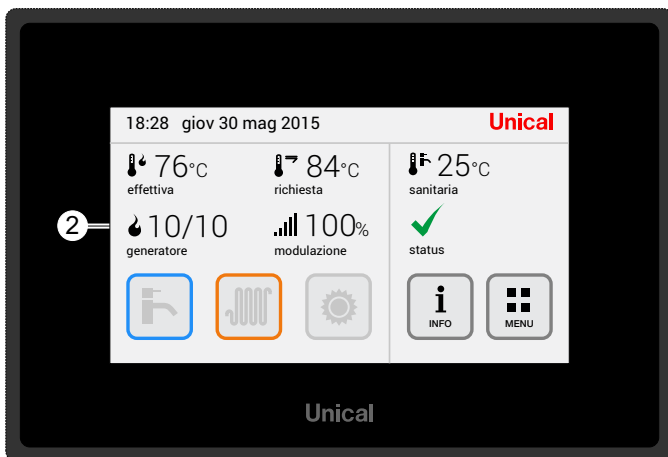 18:28 giov 30 mag 2015 Unical
76°C 84°C 25°C
effettiva richiesta sanitaria
2 10/10 100%
generatore modulazione status
i
INFO MENU
Unical